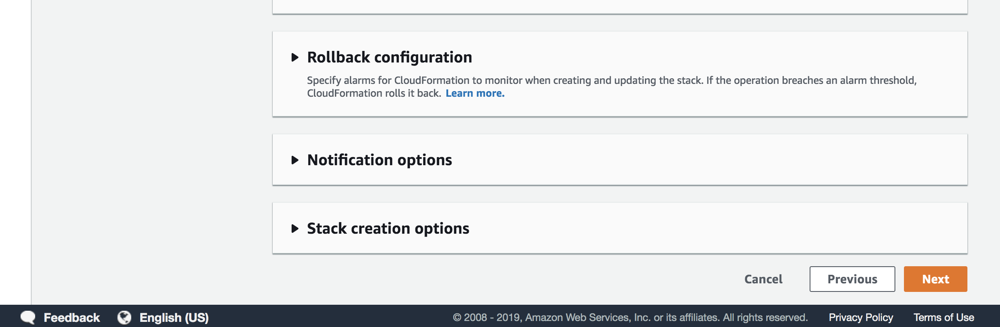 Rollback configuration
Specify alarms for CloudFormation to monitor when creating and updating the stack. If the operation breaches an alarm threshold,
CloudFormation rolls it back. Learn more.
Notification options
Stack creation options
Cancel Previous Next
Feedback English (US) © 2008 - 2019, Amazon Web Services, Inc. or its affiliates. All rights reserved. Privacy Policy Terms of Use